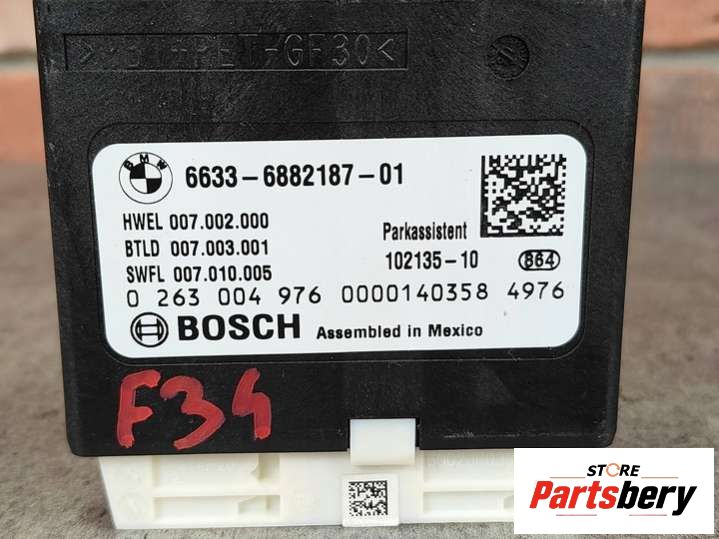 BMW
6633-6882187-01
HWEL 007.002.000
BTLD 007.003.001
SWFL 007.010.005
Parkassistent
102135-10
864
0 263 004 976 0000140358 4976
BOSCH Assembled in Mexico
F34
STORE
Partsbery